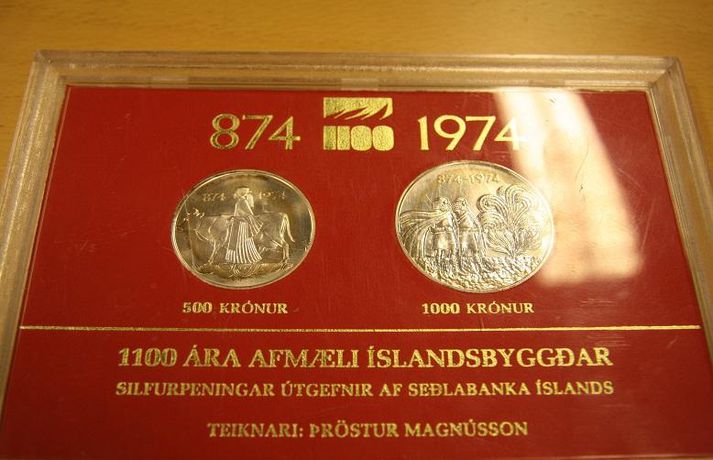 874 1100 1974
874 1974
874-1974
500 KRÓNUR
1000 KRÓNUR
1100 ÁRA AFMÆLI ÍSLANDSBYGGÐAR
SILFURPENINGAR ÚTGEFNIR AF SEÐLABANKA ÍSLANDS
TEIKNARI: ÞRÖSTUR MAGNÚSSON